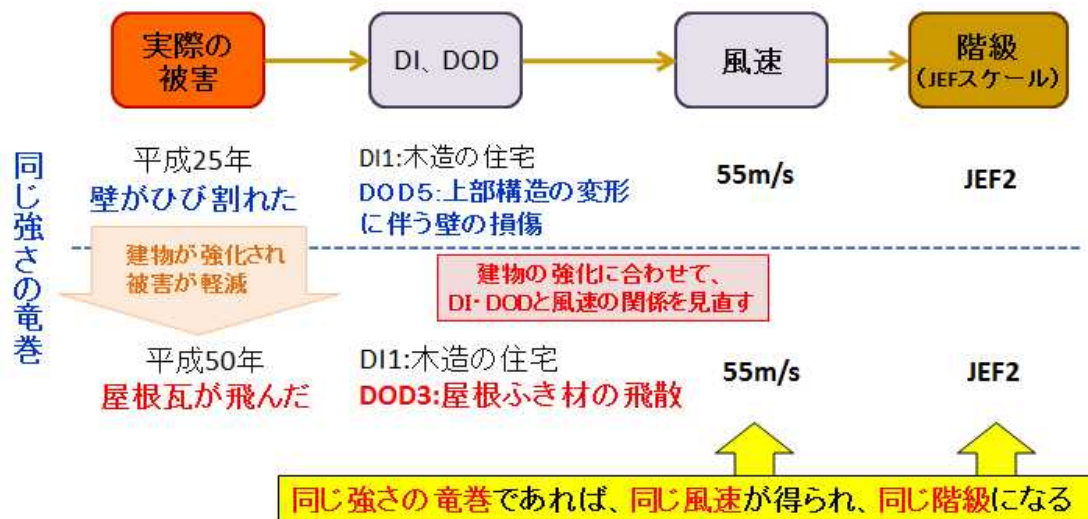 実際の
被害
DI、DOD
風速
階級
（JEFスケール）
同じ強さの竜巻
平成25年
壁がひび割れた
DI1:木造の住宅
DOD5:上部構造の変形
に伴う壁の損傷
55m/s
JEF2
建物が強化され
被害が軽減
建物の強化に合わせて、
DI・DODと風速の関係を見直す
平成50年
屋根瓦が飛んだ
DI1:木造の住宅
DOD3:屋根ふき材の飛散
55m/s
JEF2
同じ強さの竜巻であれば、同じ風速が得られ、同じ階級になる